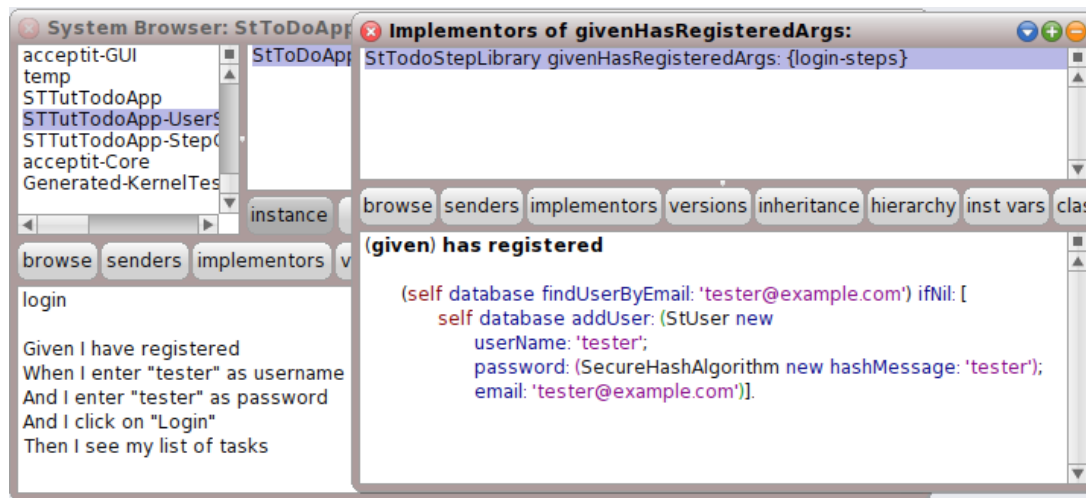 System Browser: StToDoApp
acceptit-GUI
temp
STTutTodoApp
STTutTodoApp-UserS
STTutTodoApp-StepC
acceptit-Core
Generated-KernelTes
StToDoApp
instance
browse senders implementors v
login
Given I have registered
When I enter "tester" as username
And I enter "tester" as password
And I click on "Login"
Then I see my list of tasks
Implementors of givenHasRegisteredArgs:
StTodoStepLibrary givenHasRegisteredArgs: {login-steps}
browse senders implementors versions inheritance hierarchy inst vars clas
(given) has registered
(self database findUserByEmail: 'tester@example.com') ifNil: [
self database addUser: (StUser new
userName: 'tester';
password: (SecureHashAlgorithm new hashMessage: 'tester');
email: 'tester@example.com')].